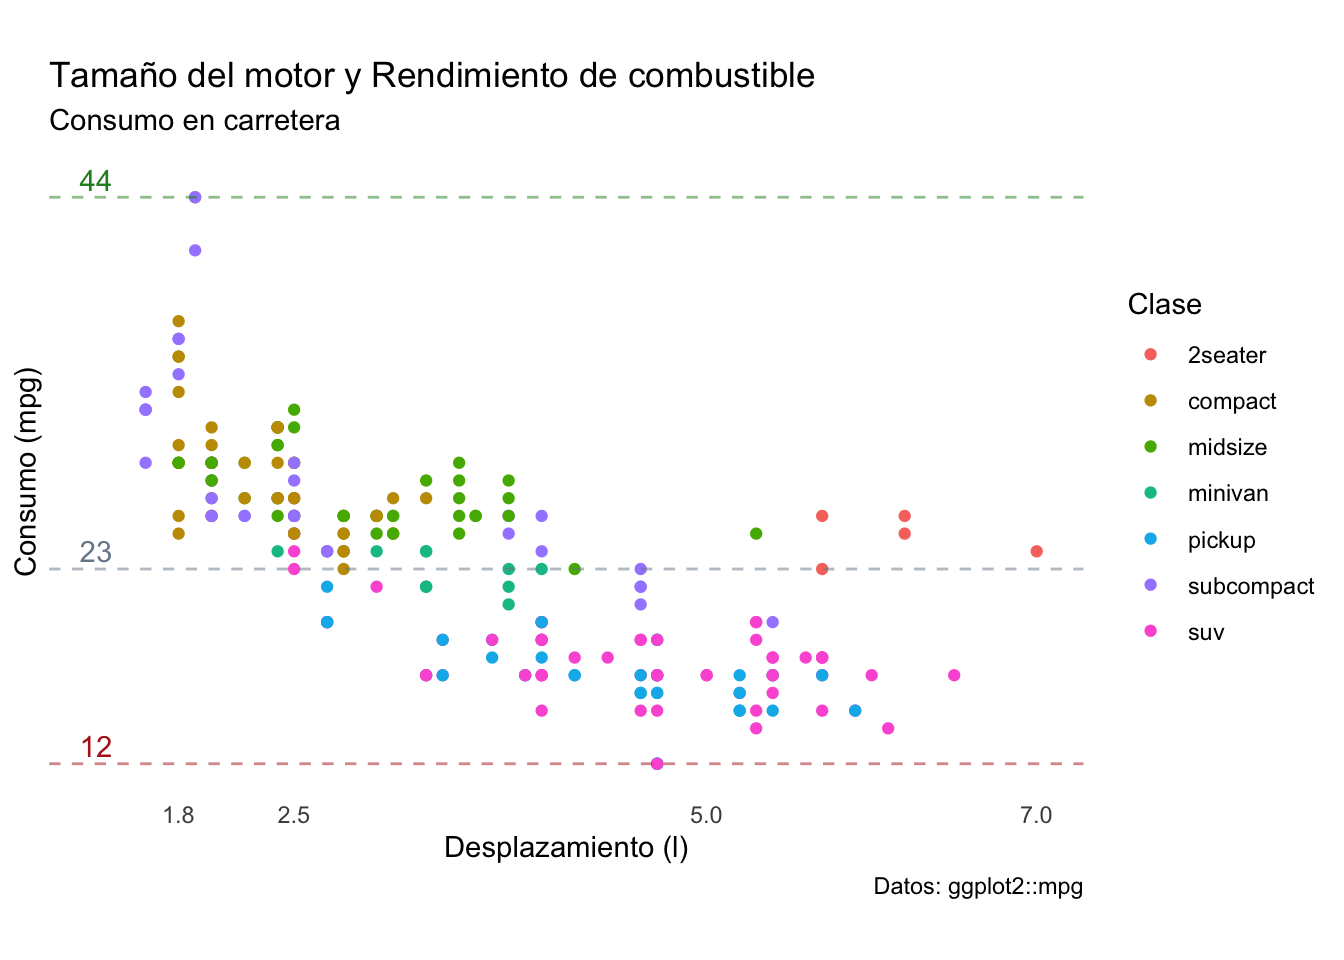 Tamaño del motor y Rendimiento de combustible
Consumo en carretera
44
23
12
Consumo (mpg)
1.8
2.5
5.0
7.0
Desplazamiento (l)
Clase
2seater
compact
midsize
minivan
pickup
subcompact
suv
Datos: ggplot2::mpg